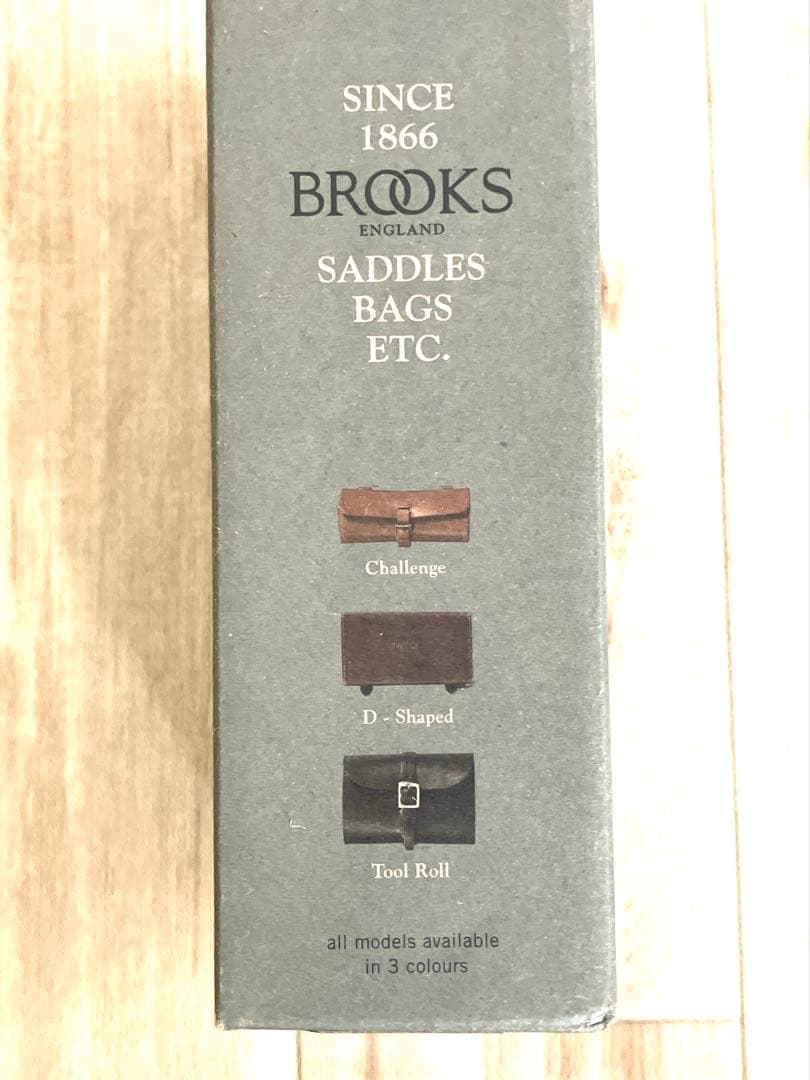 SINCE
1866
BROOKS
ENGLAND
SADDLES
BAGS
ETC.
Challenge
D - Shaped
Tool Roll
all models available
in 3 colours